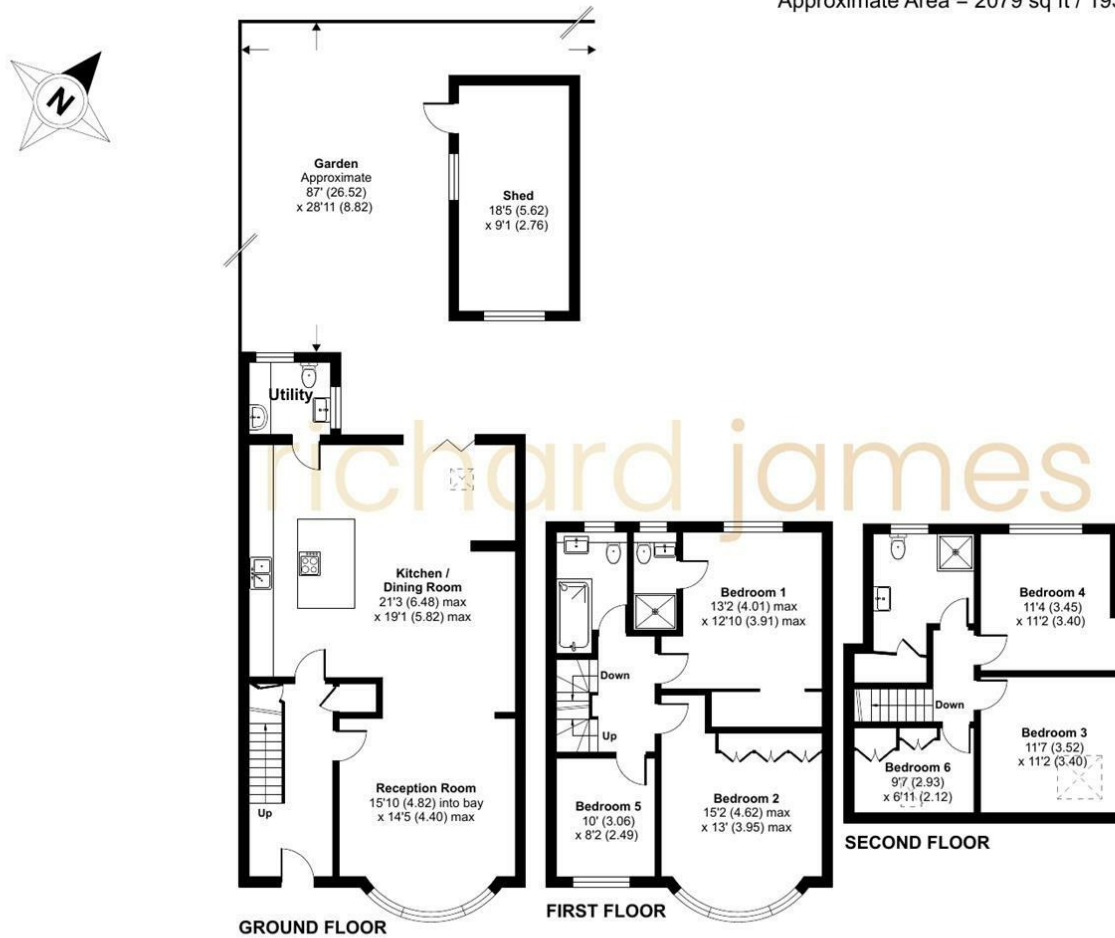 Approximate Area = 2079 sq ft / 193
N
Garden
Approximate
87' (26.52)
x 28'11 (8.82)
Shed
18'5 (5.62)
x 9'1 (2.76)
Utility
richard james
Kitchen /
Dining Room
21'3 (6.48) max
x 19'1 (5.82) max
Up
Reception Room
15'10 (4.82) into bay
x 14'5 (4.40) max
GROUND FLOOR
Bedroom 1
13'2 (4.01) max
x 12'10 (3.91) max
Down
Up
Bedroom 5
10' (3.06)
x 8'2 (2.49)
Bedroom 2
15'2 (4.62) max
x 13' (3.95) max
FIRST FLOOR
Bedroom 4
11'4 (3.45)
x 11'2 (3.40)
Down
Bedroom 3
11'7 (3.52)
x 11'2 (3.40)
Bedroom 6
9'7 (2.93)
x 6'11 (2.12)
SECOND FLOOR